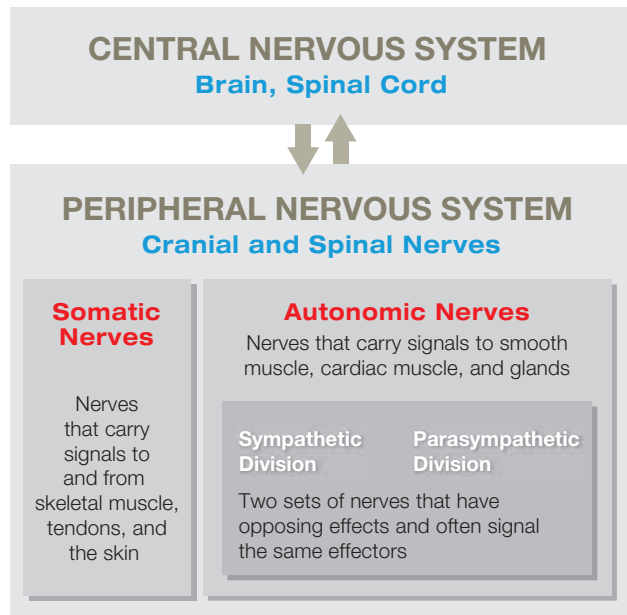 CENTRAL NERVOUS SYSTEM
Brain, Spinal Cord
PERIPHERAL NERVOUS SYSTEM
Cranial and Spinal Nerves
Somatic
Nerves
Nerves
that carry
signals to
and from
skeletal muscle,
tendons, and
the skin
Autonomic Nerves
Nerves that carry signals to smooth
muscle, cardiac muscle, and glands
Sympathetic
Division
Parasympathetic
Division
Two sets of nerves that have
opposing effects and often signal
the same effectors